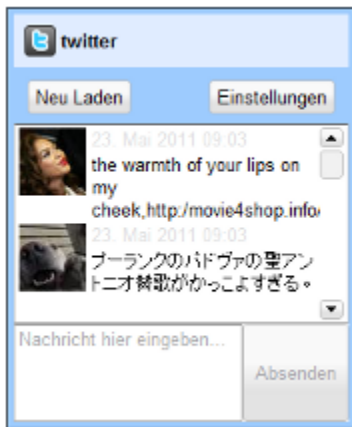 twitter
Neu Laden
Einstellungen
23. Mai 2011 09:03
the warmth of your lips on
my
cheek,http:/movie4shop.info/
23. Mai 2011 09:03
プーランクのパドヴァの聖アン
トニオ賛歌がかっこよすぎる。
Nachricht hier eingeben...
Absenden